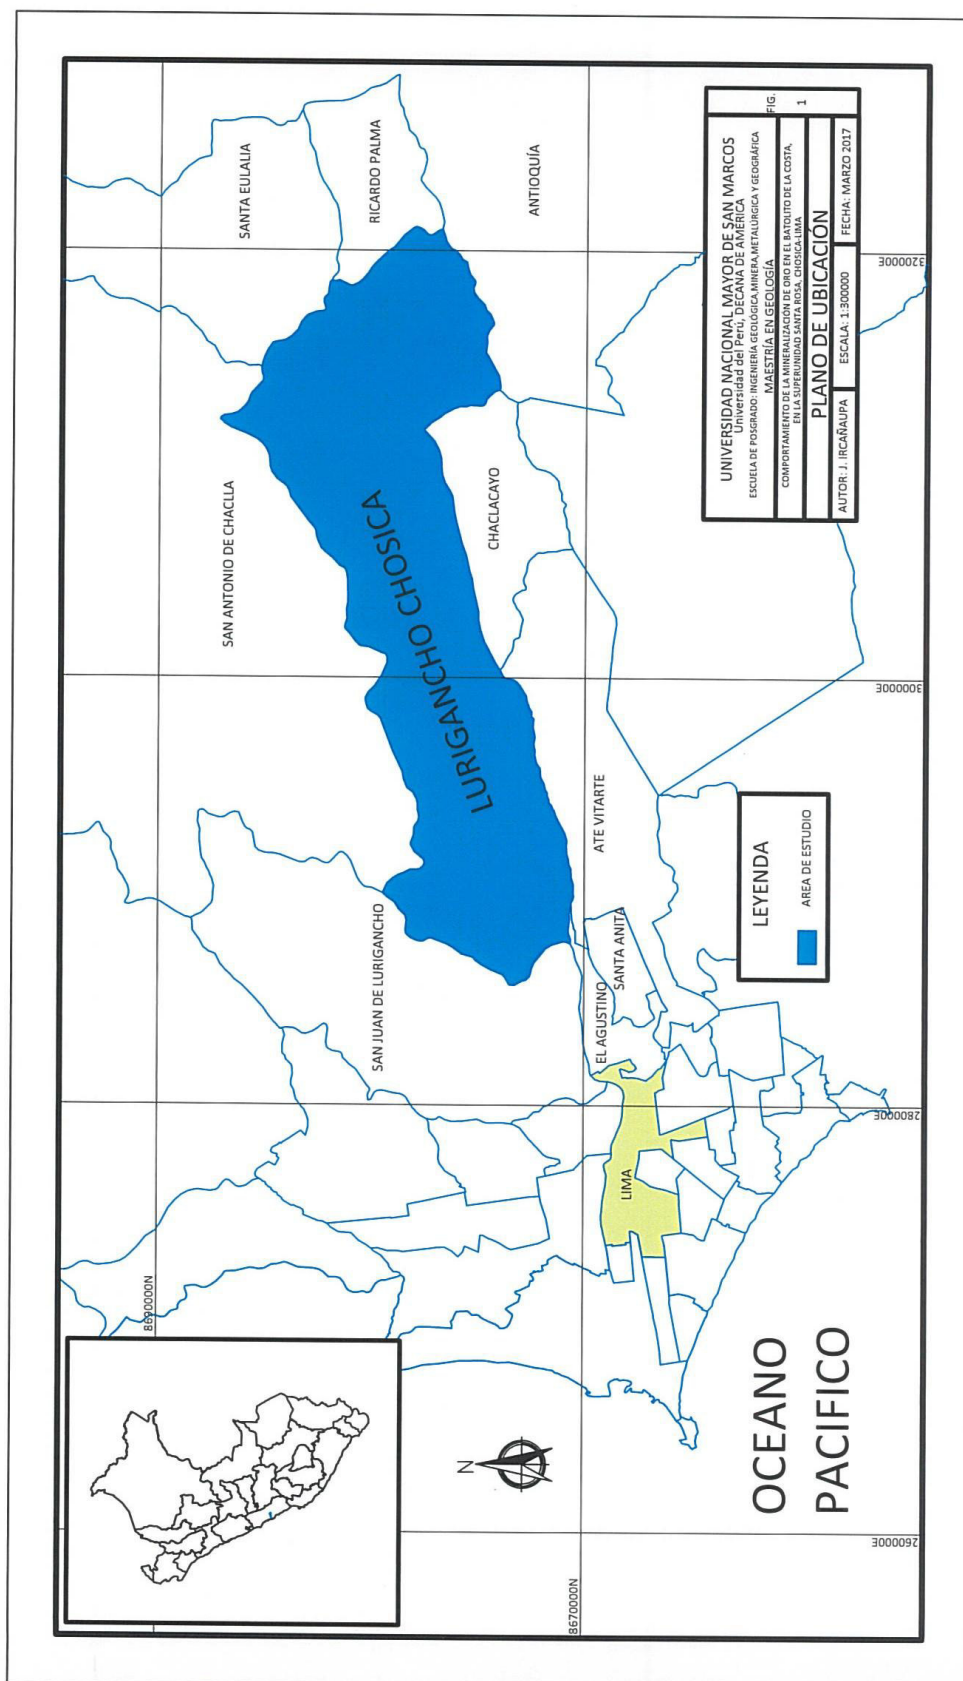 SANTA EULALIA
RICARDO PALMA
ANTIOQUÍA
SAN ANTONIO DE CHACLLA
LURIGANCHO CHOSICA
CHACLACAYO
SAN JUAN DE LURIGANCHO
ATE VITARTE
SANTA ANITA
EL AGUSTINO
LIMA
OCEANO
PACIFICO
N
8690000N
8670000N
260000E
280000E
300000E
320000E
LEYENDA
AREA DE ESTUDIO
UNIVERSIDAD NACIONAL MAYOR DE SAN MARCOS
Universidad del Perú, DECANA DE AMÉRICA
ESCUELA DE POSGRADO: INGENIERÍA GEOLÓGICA,MINERA,METALÚRGICA Y GEOGRÁFICA
MAESTRÍA EN GEOLOGÍA
FIG.
1
COMPORTAMIENTO DE LA MINERALIZACIÓN DE ORO EN EL BATOLITO DE LA COSTA,
EN LA SUPERUNIDAD SANTA ROSA, CHOSICA-LIMA
PLANO DE UBICACIÓN
AUTOR: J. IRCAÑAUPA
ESCALA: 1:300000
FECHA: MARZO 2017